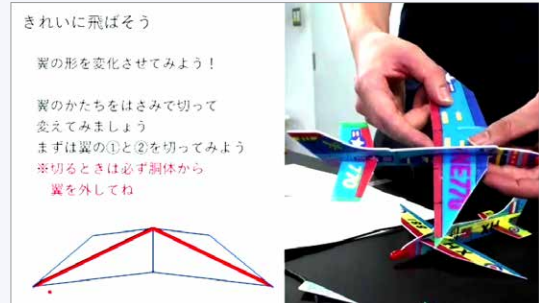 きれいに飛ばそう
翼の形を変化させてみよう！
翼のかたちをはさみで切って
変えてみましょう
まずは翼の①と②を切ってみよう
※切るときは必ず胴体から
翼を外してね
770
NE770